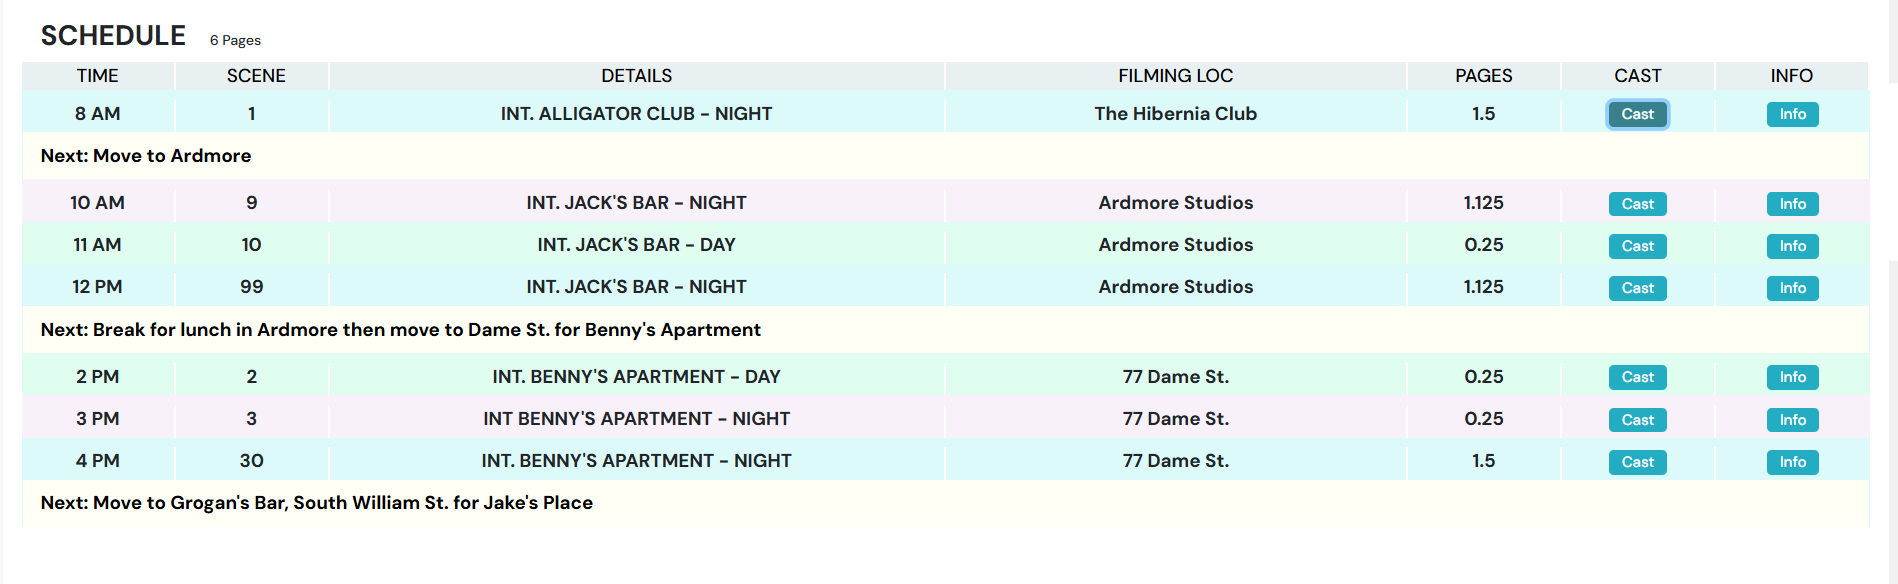 SCHEDULE 6 Pages
TIME SCENE DETAILS FILMING LOC PAGES CAST INFO
8 AM 1 INT. ALLIGATOR CLUB - NIGHT The Hibernia Club 1.5 Cast Info
Next: Move to Ardmore
10 AM 9 INT. JACK'S BAR - NIGHT Ardmore Studios 1.125 Cast Info
11 AM 10 INT. JACK'S BAR - DAY Ardmore Studios 0.25 Cast Info
12 PM 99 INT. JACK'S BAR - NIGHT Ardmore Studios 1.125 Cast Info
Next: Break for lunch in Ardmore then move to Dame St. for Benny's Apartment
2 PM 2 INT. BENNY'S APARTMENT - DAY 77 Dame St. 0.25 Cast Info
3 PM 3 INT BENNY'S APARTMENT - NIGHT 77 Dame St. 0.25 Cast Info
4 PM 30 INT. BENNY'S APARTMENT - NIGHT 77 Dame St. 1.5 Cast Info
Next: Move to Grogan's Bar, South William St. for Jake's Place